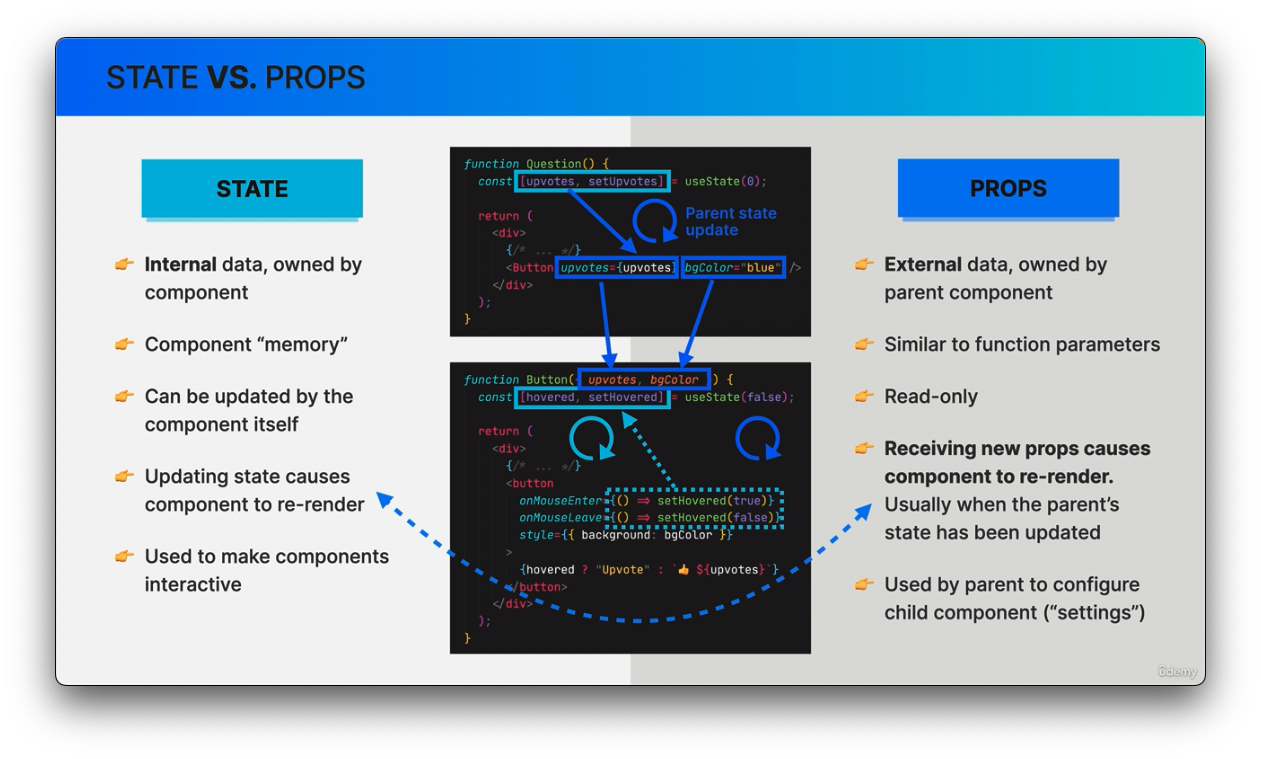 STATE VS. PROPS
STATE
👉 Internal data, owned by
component
👉 Component “memory”
👉 Can be updated by the
component itself
👉 Updating state causes
component to re-render
👉 Used to make components
interactive
function Question() {
const [upvotes, setUpvotes] = useState(0);
return (
<div>
{/* ... */}
<Button upvotes={upvotes} bgColor="blue" />
</div>
);
}
Parent state
update
function Button({ upvotes, bgColor }) {
const [hovered, setHovered] = useState(false);
return (
<div>
{/* ... */}
<button
onMouseEnter={() => setHovered(true)}
onMouseLeave={() => setHovered(false)}
style={{ background: bgColor }}
>
{hovered ? "Upvote" : `👍 ${upvotes}`}
</button>
</div>
);
}
PROPS
👉 External data, owned by
parent component
👉 Similar to function parameters
👉 Read-only
👉 Receiving new props causes
component to re-render.
Usually when the parent’s
state has been updated
👉 Used by parent to configure
child component (“settings”)
ûdemy